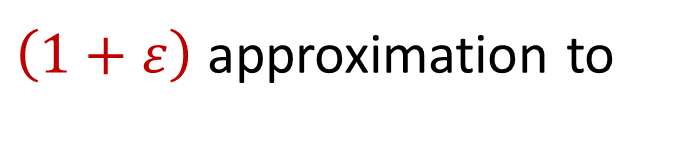 (1 + ε) approximation to